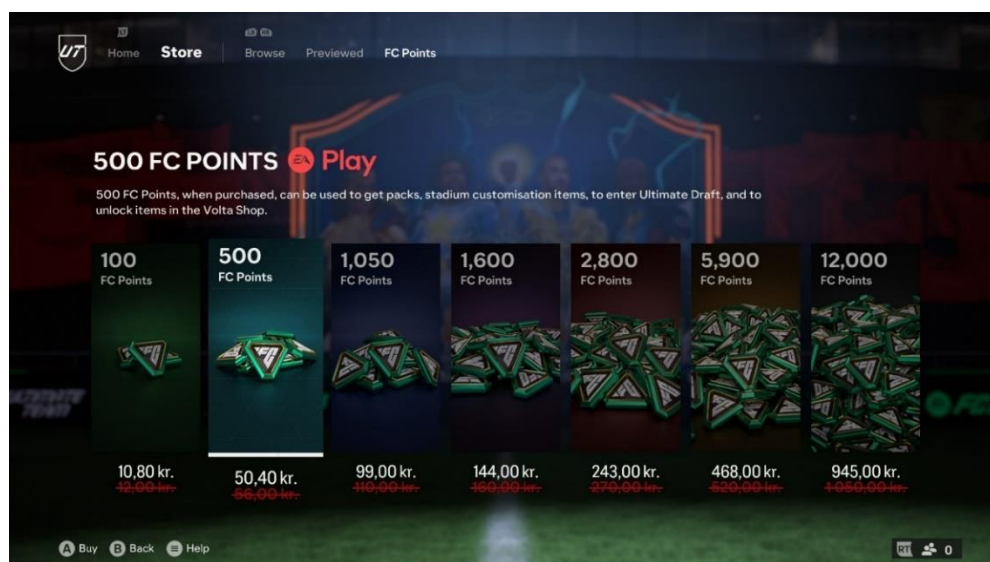 UT
Home
Store
Browse
Previewed
FC Points
500 FC POINTS EA Play
500 FC Points, when purchased, can be used to get packs, stadium customisation items, to enter Ultimate Draft, and to
unlock items in the Volta Shop.
100
FC Points
500
FC Points
1,050
FC Points
1,600
FC Points
2,800
FC Points
5,900
FC Points
12,000
FC Points
10,80 kr.
12,00 kr.
50,40 kr.
56,00 kr.
99,00 kr.
110,00 kr.
144,00 kr.
160,00 kr.
243,00 kr.
270,00 kr.
468,00 kr.
520,00 kr.
945,00 kr.
1 050,00 kr.
ULTIMATE
TEAM
FC
A Buy
B Back
Help
RT
0